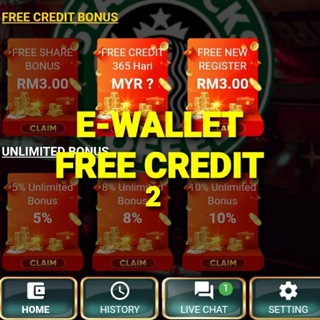 FREE CREDIT BONUS
FREE SHARE BONUS
RM3.00
CLAIM
FREE CREDIT
365 Hari
MYR ?
CLAIM
FREE NEW REGISTER
RM3.00
CLAIM
E-WALLET
FREE CREDIT
2
UNLIMITED BONUS
5% Unlimited
Bonus
5%
CLAIM
8% Unlimited
Bonus
8%
CLAIM
10% Unlimited
Bonus
10%
CLAIM
HOME
HISTORY
1
LIVE CHAT
SETTING